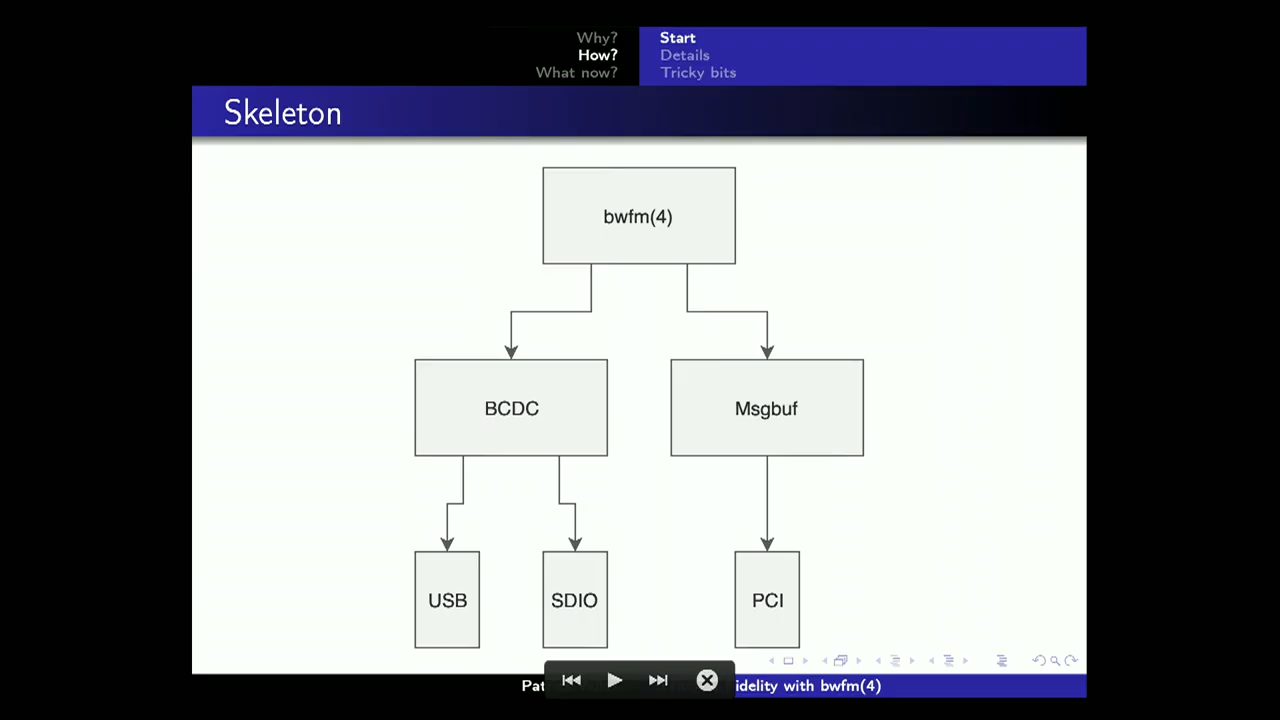 Why?
How?
What now?
Start
Details
Tricky bits
Skeleton
bwfm(4)
BCDC
Msgbuf
USB
SDIO
PCI
idelity with bwfm(4)